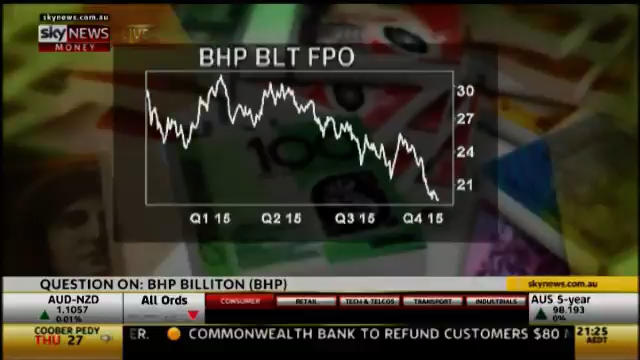 www.skynews.com.au
sky NEWS LIVE
MONEY
BHP BLT FPO
30
27
24
21
Q1 15 Q2 15 Q3 15 Q4 15
100
QUESTION ON: BHP BILLITON (BHP)
skynews.com.au
AUD-NZD
1.1057
0.01%
All Ords
CONSUMER RETAIL TECH & TELCOS TRANSPORT INDUSTRIALS
AUS 5-year
98.193
0%
COOBER PEDY
THU 27
ER. COMMONWEALTH BANK TO REFUND CUSTOMERS $80
21:25
AEDT